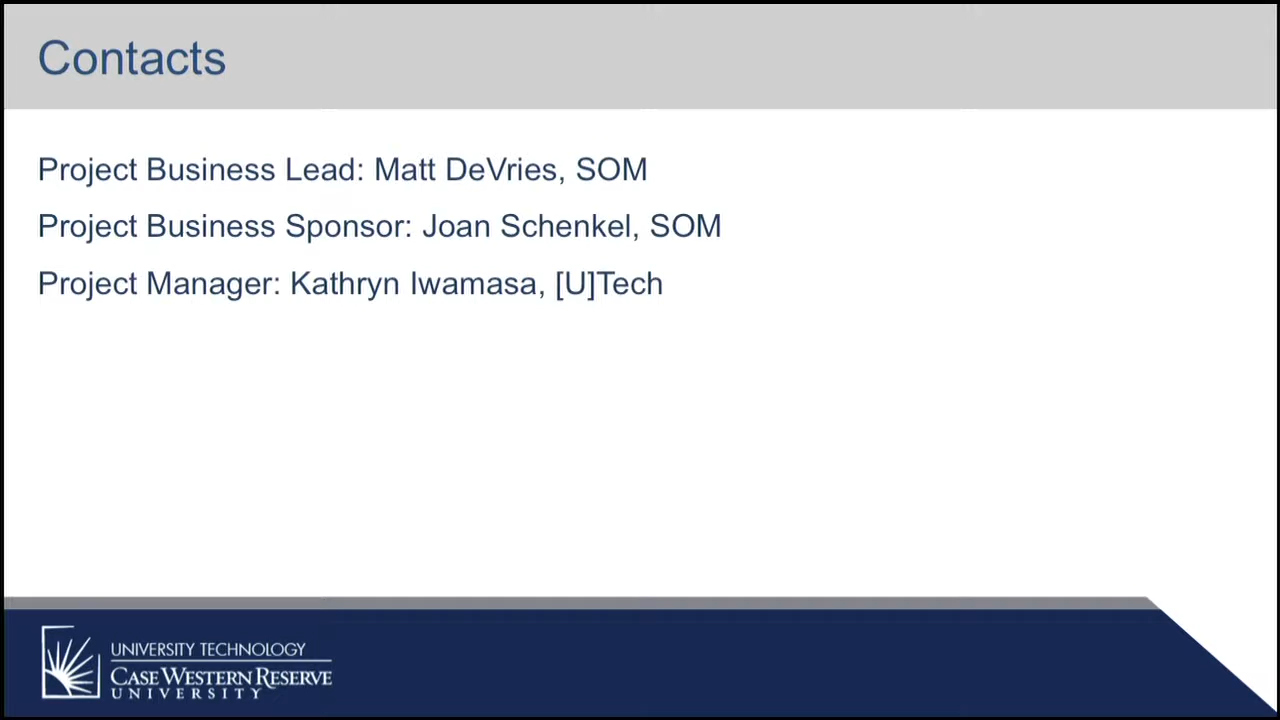 Contacts
Project Business Lead: Matt DeVries, SOM
Project Business Sponsor: Joan Schenkel, SOM
Project Manager: Kathryn Iwamasa, [U]Tech
UNIVERSITY TECHNOLOGY
CASE WESTERN RESERVE
UNIVERSITY